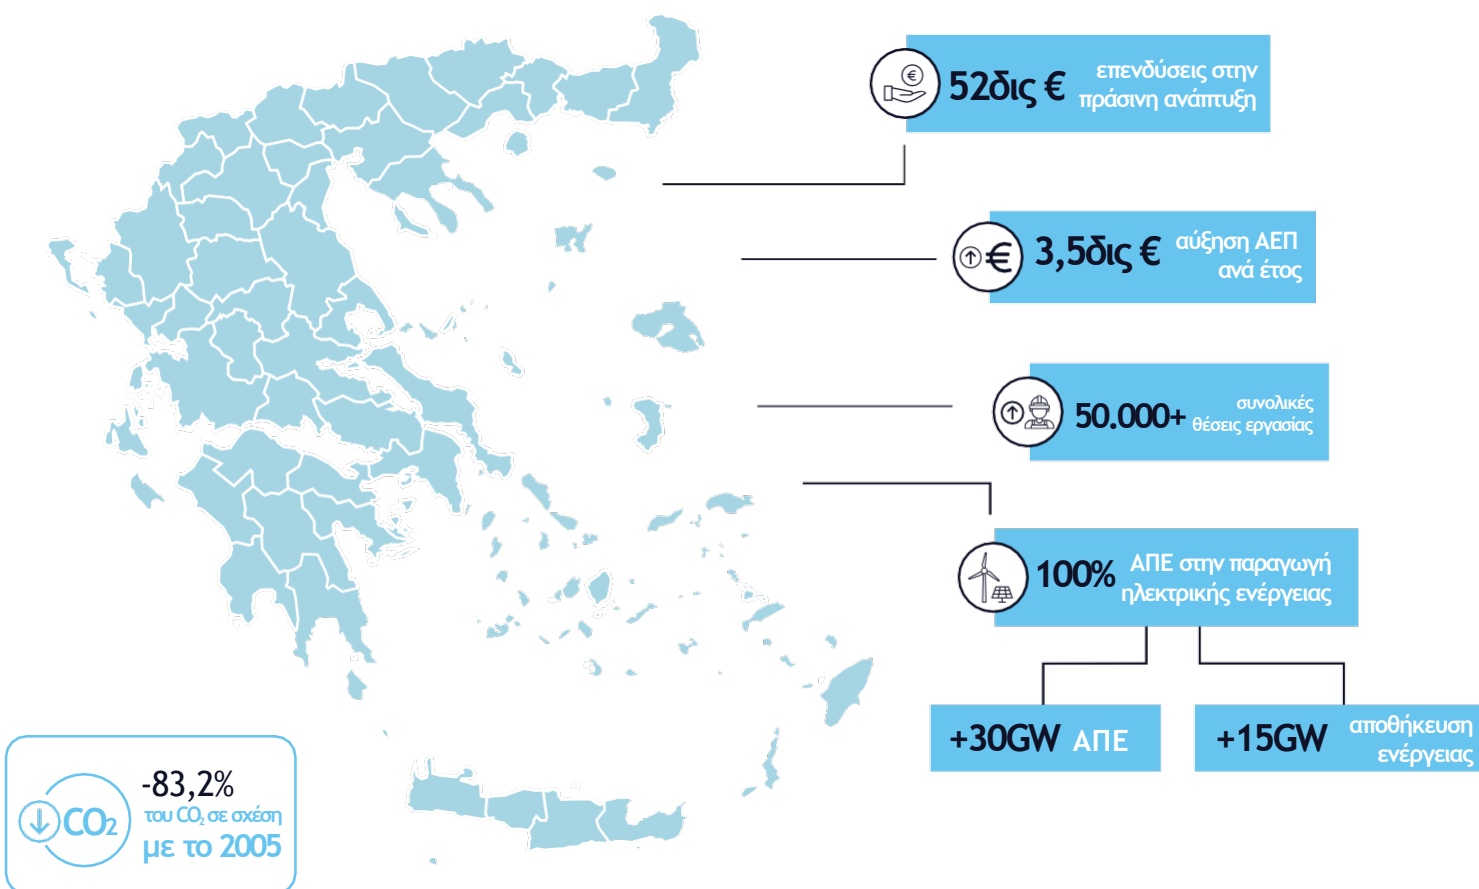 52δις €
επενδύσεις στην
πράσινη ανάπτυξη
3,5δις €
αύξηση ΑΕΠ
ανά έτος
50.000+
συνολικές
θέσεις εργασίας
100%
ΑΠΕ στην παραγωγή
ηλεκτρικής ενέργειας
+30GW ΑΠΕ
+15GW
αποθήκευση
ενέργειας
CO₂
-83,2%
του CO₂ σε σχέση
με το 2005